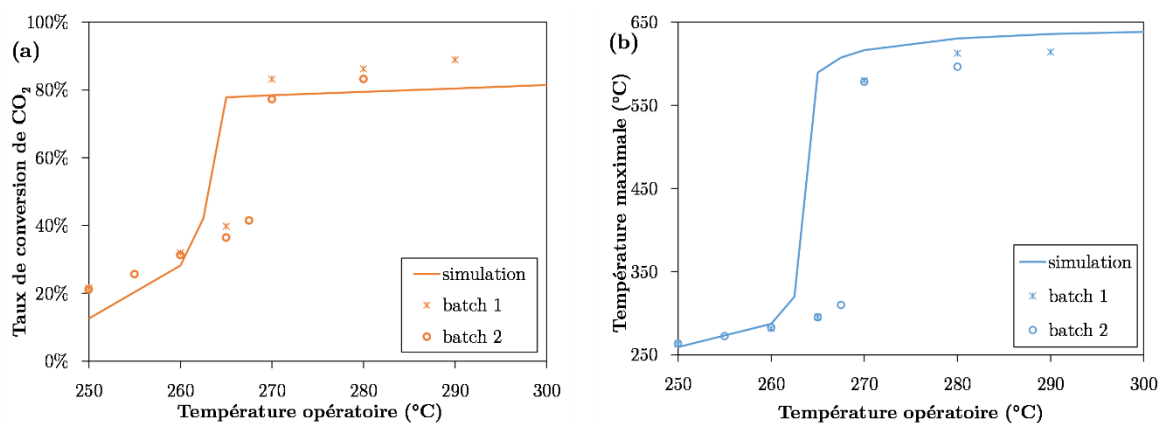 (a)
Taux de conversion de CO₂
100%
80%
60%
40%
20%
0%
250
260
270
280
290
300
Température opératoire (°C)
simulation
batch 1
batch 2
(b)
Température maximale (°C)
650
550
450
350
250
250
260
270
280
290
300
Température opératoire (°C)
simulation
batch 1
batch 2